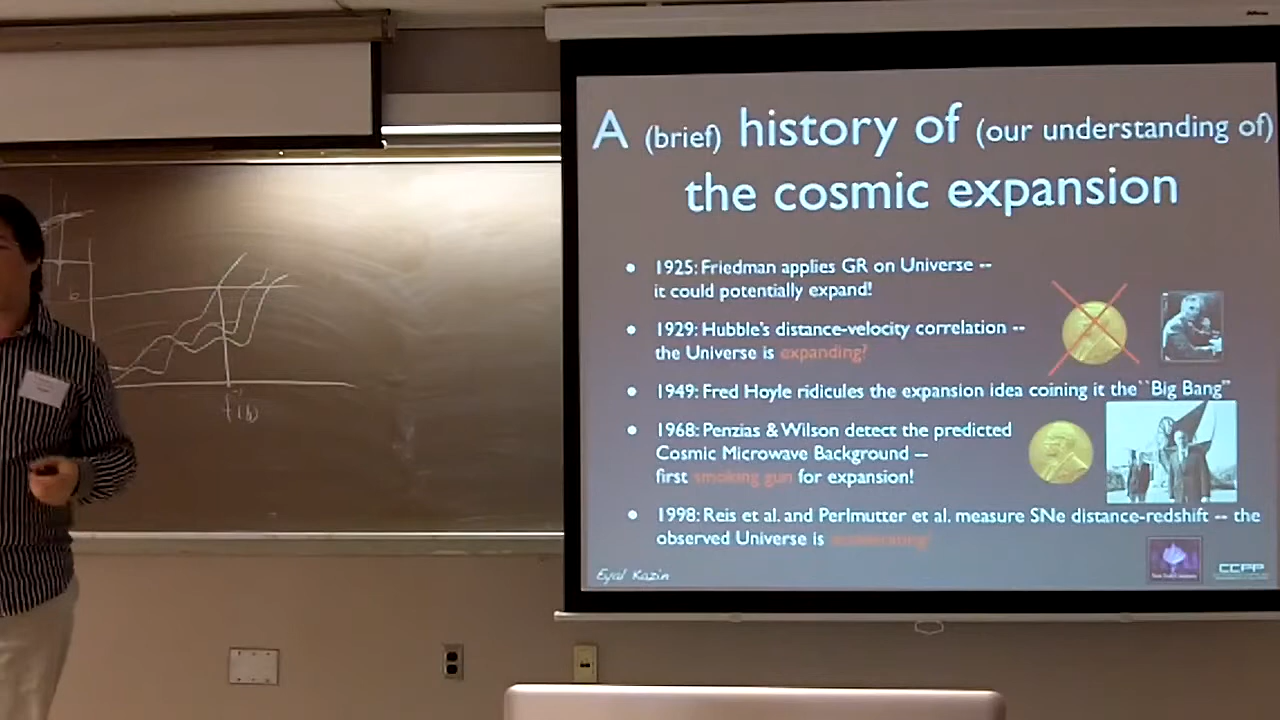 A (brief) history of (our understanding of)
the cosmic expansion
• 1925: Friedman applies GR on Universe --
it could potentially expand!
• 1929: Hubble's distance-velocity correlation --
the Universe is expanding?
• 1949: Fred Hoyle ridicules the expansion idea coining it the ``Big Bang"
• 1968: Penzias & Wilson detect the predicted
Cosmic Microwave Background –
first smoking gun for expansion!
• 1998: Reis et al. and Perlmutter et al. measure SNe distance-redshift -- the
observed Universe is accelerating!
Eyal Kazin
CCPP